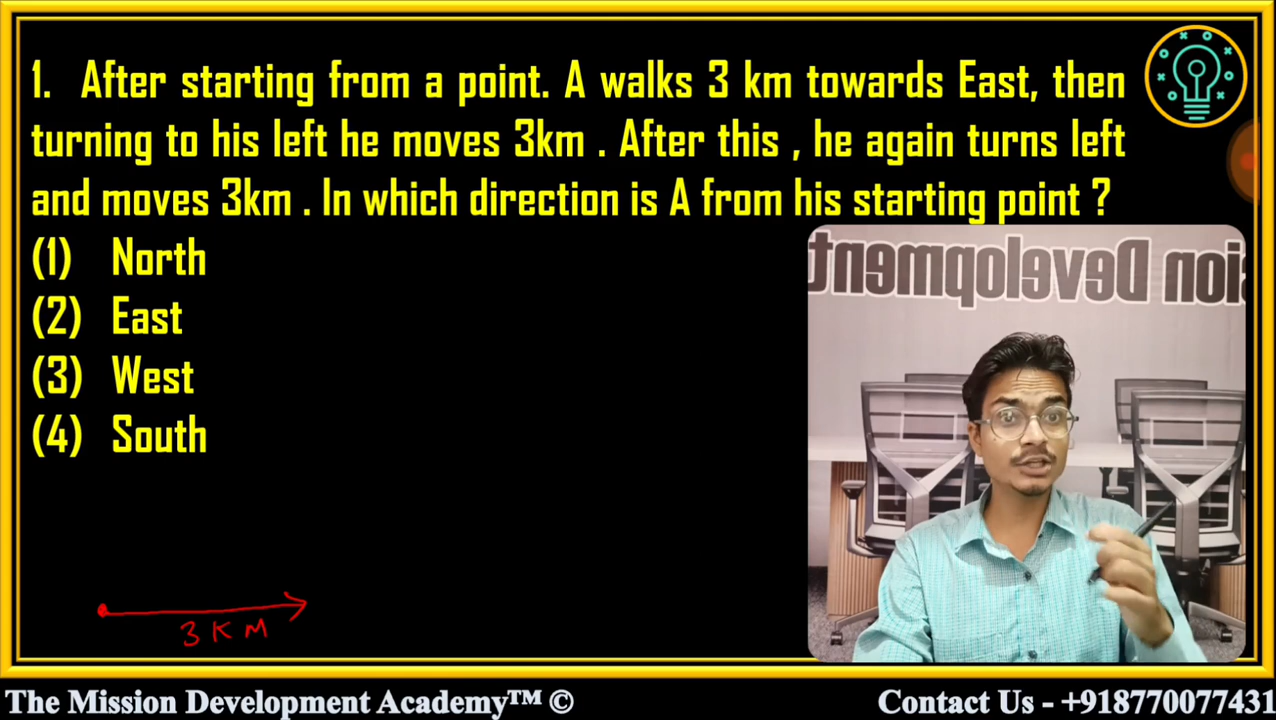 1. After starting from a point. A walks 3 km towards East, then
turning to his left he moves 3km . After this , he again turns left
and moves 3km . In which direction is A from his starting point ?
(1) North
(2) East
(3) West
(4) South
sion Development
3 K M
The Mission Development Academy™ ©
Contact Us - +918770077431